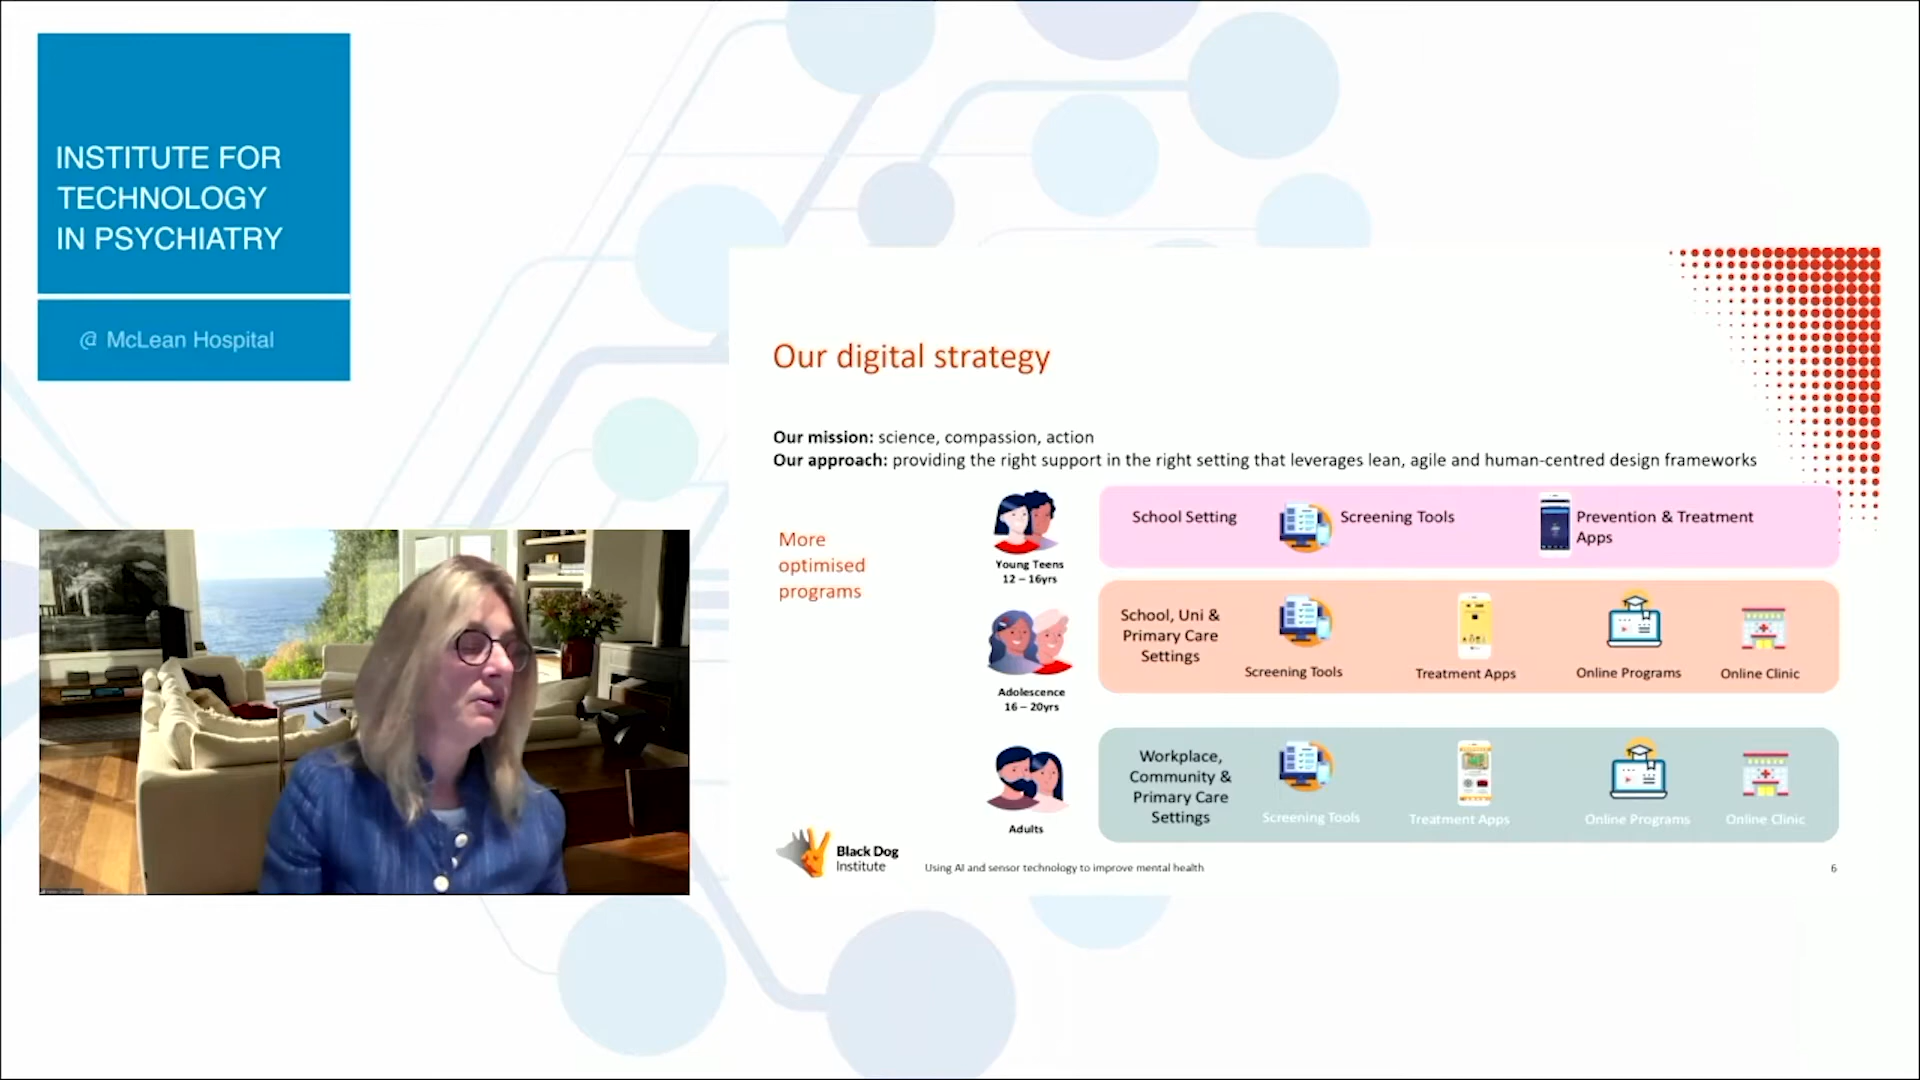 INSTITUTE FOR
TECHNOLOGY
IN PSYCHIATRY
@ McLean Hospital
Our digital strategy
Our mission: science, compassion, action
Our approach: providing the right support in the right setting that leverages lean, agile and human-centred design frameworks
More
optimised
programs
Young Teens
12 – 16yrs
School Setting
Screening Tools
Prevention & Treatment
Apps
Adolescence
16 – 20yrs
School, Uni &
Primary Care
Settings
Screening Tools
Treatment Apps
Online Programs
Online Clinic
Adults
Workplace,
Community &
Primary Care
Settings
Screening Tools
Treatment Apps
Online Programs
Online Clinic
Black Dog
Institute
Using AI and sensor technology to improve mental health
6